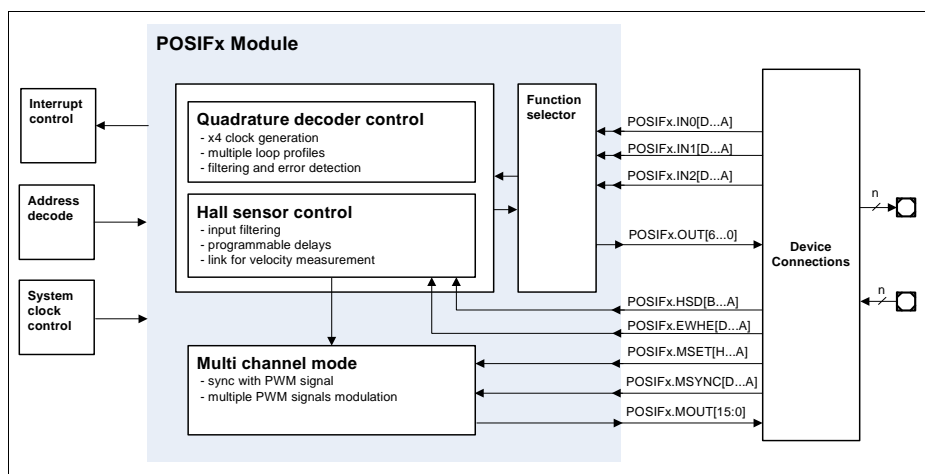 POSIFx Module
Interrupt
control
Address
decode
System
clock
control
Quadrature decoder control
- x4 clock generation
- multiple loop profiles
- filtering and error detection
Hall sensor control
- input filtering
- programmable delays
- link for velocity measurement
Function
selector
Multi channel mode
- sync with PWM signal
- multiple PWM signals modulation
POSIFx.IN0[D...A]
POSIFx.IN1[D...A]
POSIFx.IN2[D...A]
POSIFx.OUT[6...0]
POSIFx.HSD[B...A]
POSIFx.EWHE[D...A]
POSIFx.MSET[H...A]
POSIFx.MSYNC[D...A]
POSIFx.MOUT[15:0]
Device
Connections
n
n